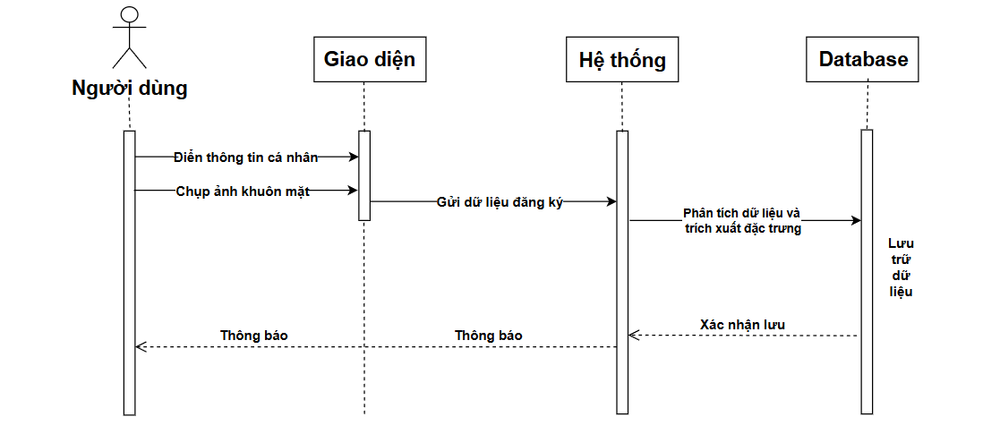 Người dùng
Giao diện
Hệ thống
Database
Điển thông tin cá nhân
Chụp ảnh khuôn mặt
Gửi dữ liệu đăng ký
Phân tích dữ liệu và
trích xuất đặc trưng
Lưu
trữ
dữ
liệu
Xác nhận lưu
Thông báo
Thông báo